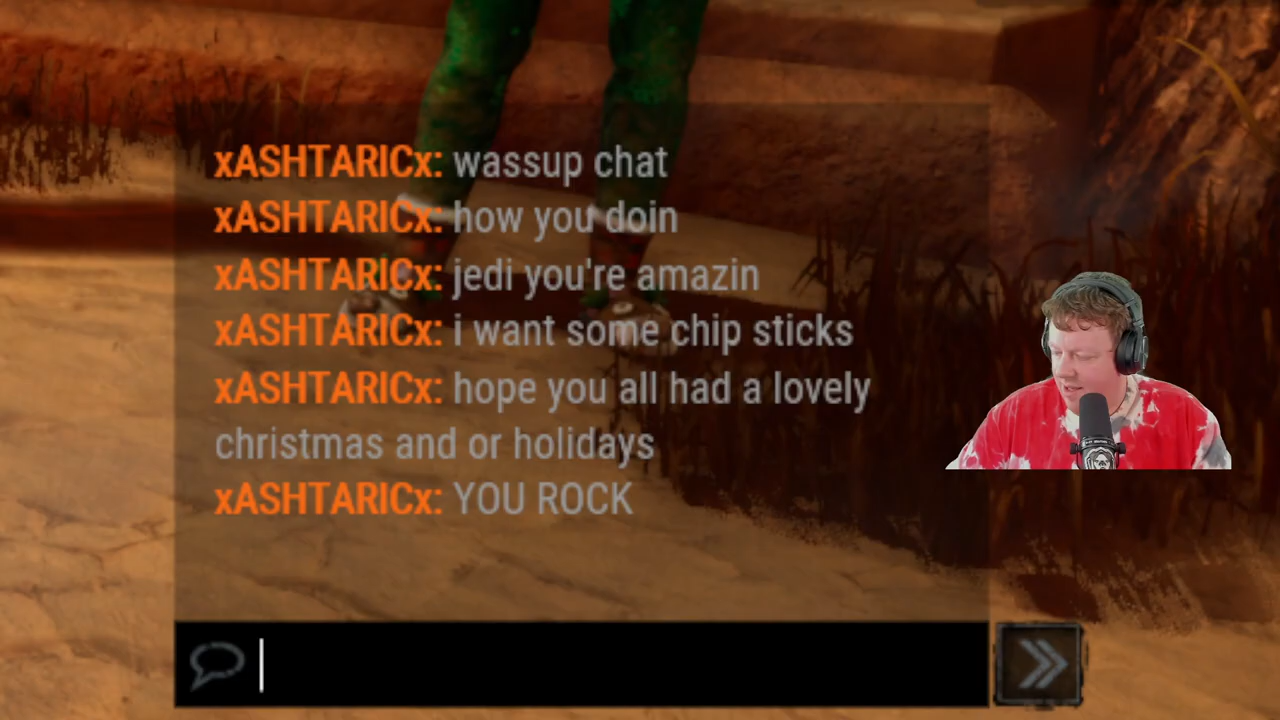 xASHTARICx: wassup chat
xASHTARICx: how you doin
xASHTARICx: jedi you're amazin
xASHTARICx: i want some chip sticks
xASHTARICx: hope you all had a lovely
christmas and or holidays
xASHTARICx: YOU ROCK